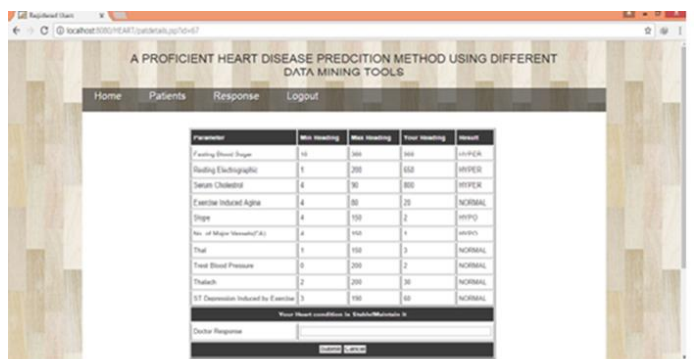 Registered Users
localhost:8080/HEART/patdetails.jsp?id=67
A PROFICIENT HEART DISEASE PREDCITION METHOD USING DIFFERENT
DATA MINING TOOLS
Home Patients Response Logout
Parameter Min Reading Max Reading Your Reading Result
Fasting Blood Sugar HYPER
Resting Electrographic 1 200 650 HYPER
Serum Cholestrol 4 90 800 HYPER
Exercise Induced Agina 4 80 20 NORMAL
Slope 4 150 2 HYPO
No. of Major Vessels(CA) 4 150 1 HYPO
Thal 1 150 3 NORMAL
Trest Blood Pressure 0 200 2 NORMAL
Thalach 2 200 30 NORMAL
ST Depression Induced by Exercise 3 190 60 NORMAL
Your Heart condition is Stable/Maintain it
Doctor Response
Submit Cancel